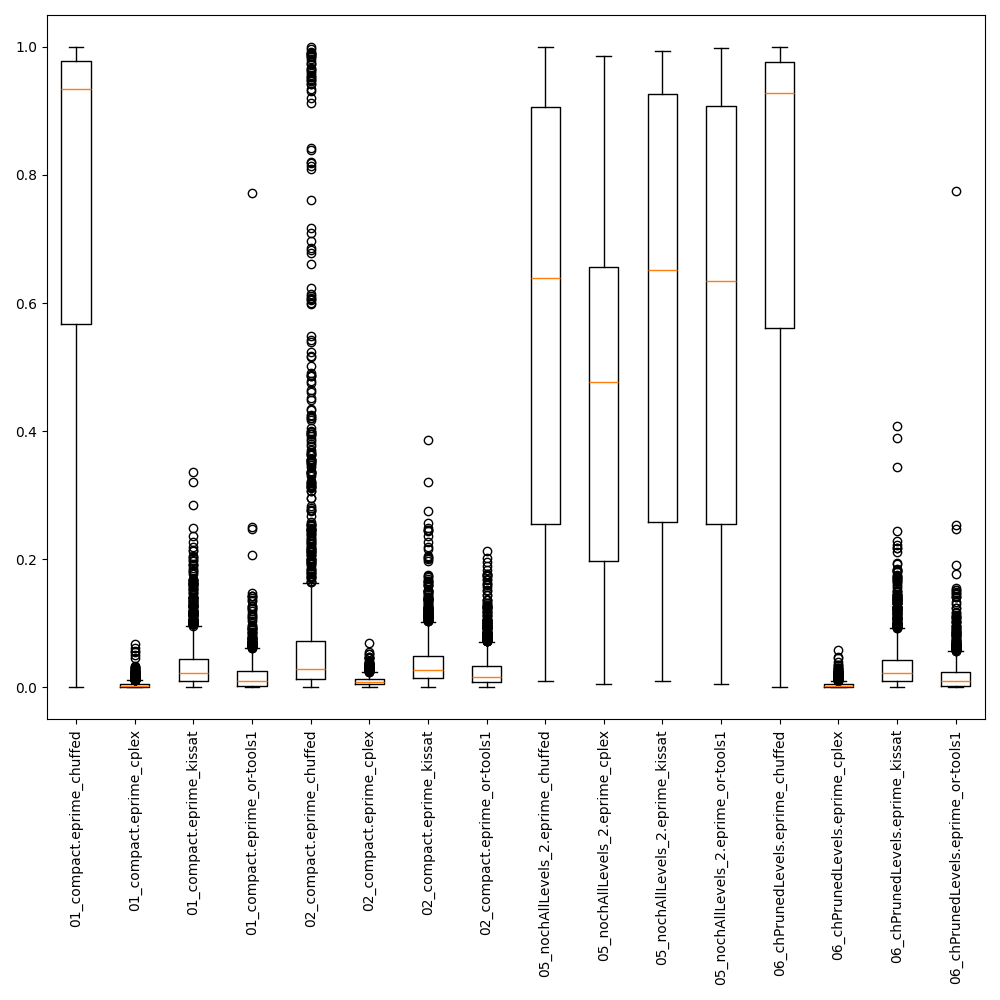 1.0
0.8
0.6
0.4
0.2
0.0
01_compact.eprime_chuffed
01_compact.eprime_cplex
01_compact.eprime_kissat
01_compact.eprime_or-tools1
02_compact.eprime_chuffed
02_compact.eprime_cplex
02_compact.eprime_kissat
02_compact.eprime_or-tools1
05_nochAllLevels_2.eprime_chuffed
05_nochAllLevels_2.eprime_cplex
05_nochAllLevels_2.eprime_kissat
05_nochAllLevels_2.eprime_or-tools1
06_chPrunedLevels.eprime_chuffed
06_chPrunedLevels.eprime_cplex
06_chPrunedLevels.eprime_kissat
06_chPrunedLevels.eprime_or-tools1